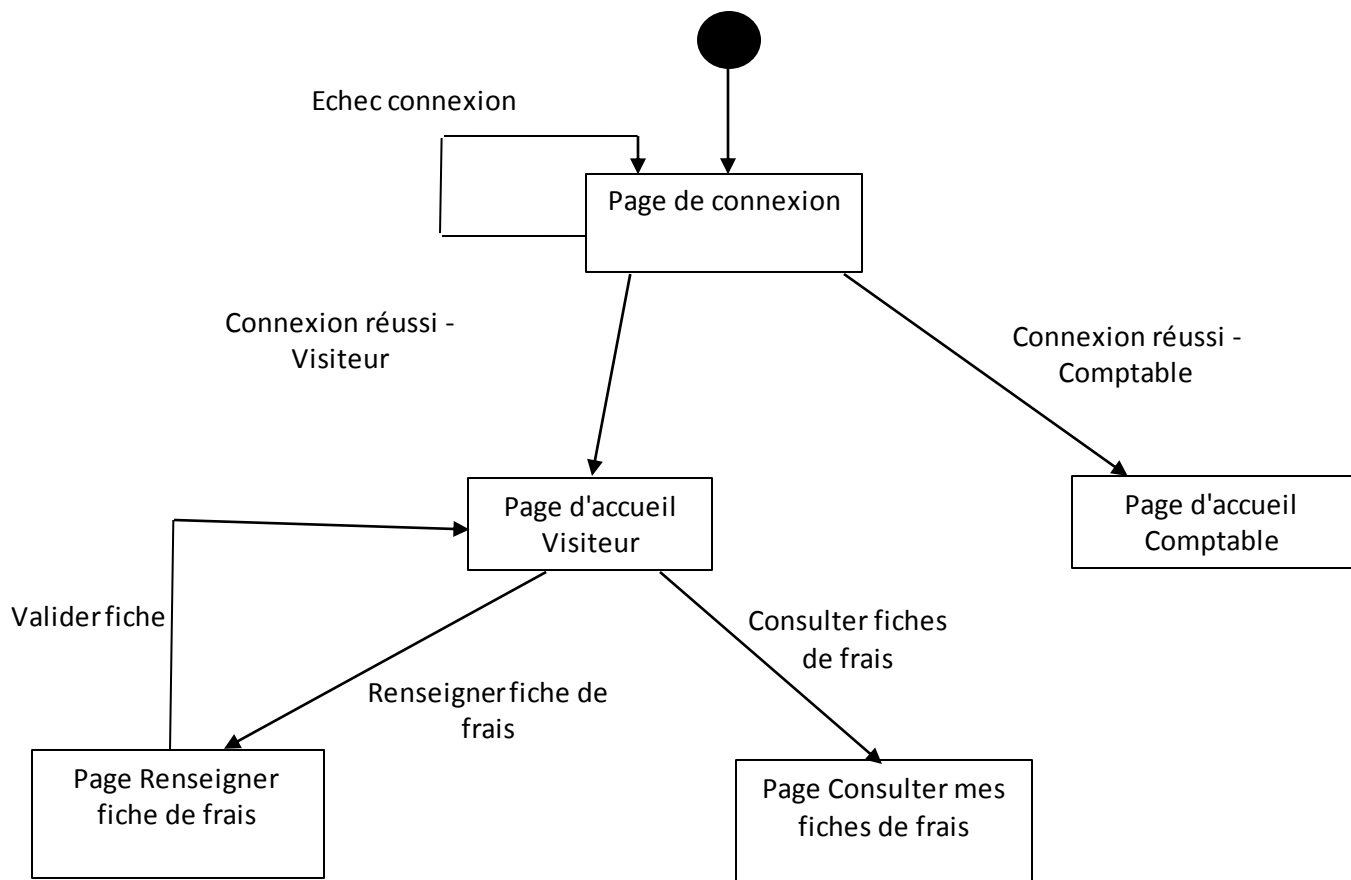 Echec connexion
Page de connexion
Connexion réussi -
Visiteur
Connexion réussi -
Comptable
Page d'accueil
Visiteur
Page d'accueil
Comptable
Valider fiche
Consulter fiches
de frais
Renseigner fiche de
frais
Page Renseigner
fiche de frais
Page Consulter mes
fiches de frais